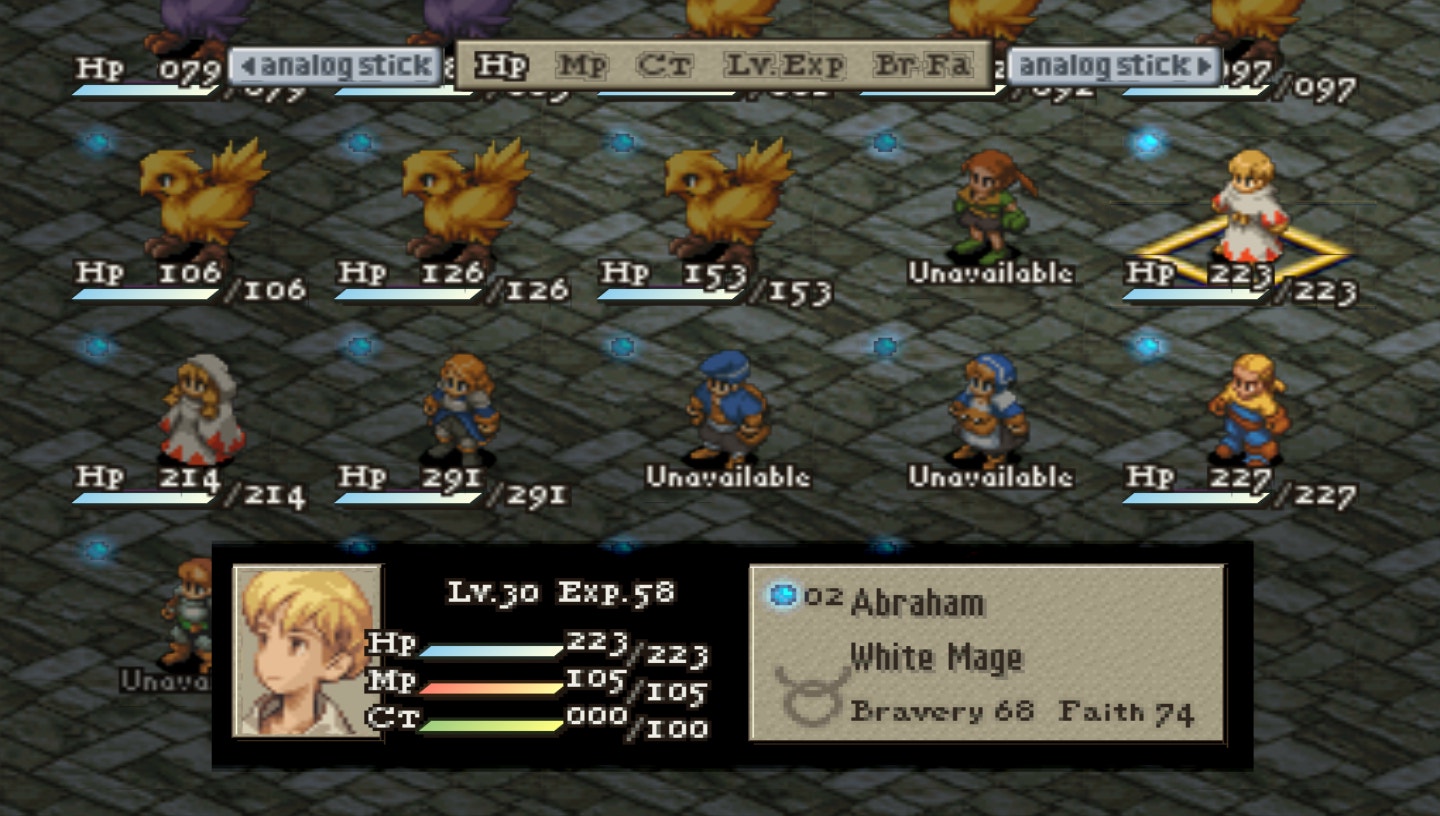 Hp 079/079
◂analog stick
Hp Mp Ct Lv.Exp Br.Fa
analog stick▸
/092
097/097
Hp 106/106 Hp 126/126 Hp 153/153 Unavailable Hp 223/223
Hp 214/214 Hp 291/291 Unavailable Unavailable Hp 227/227
Lv.30 Exp.58
Hp 223/223
Mp 105/105
Ct 000/100
02 Abraham
White Mage
Bravery 68 Faith 74